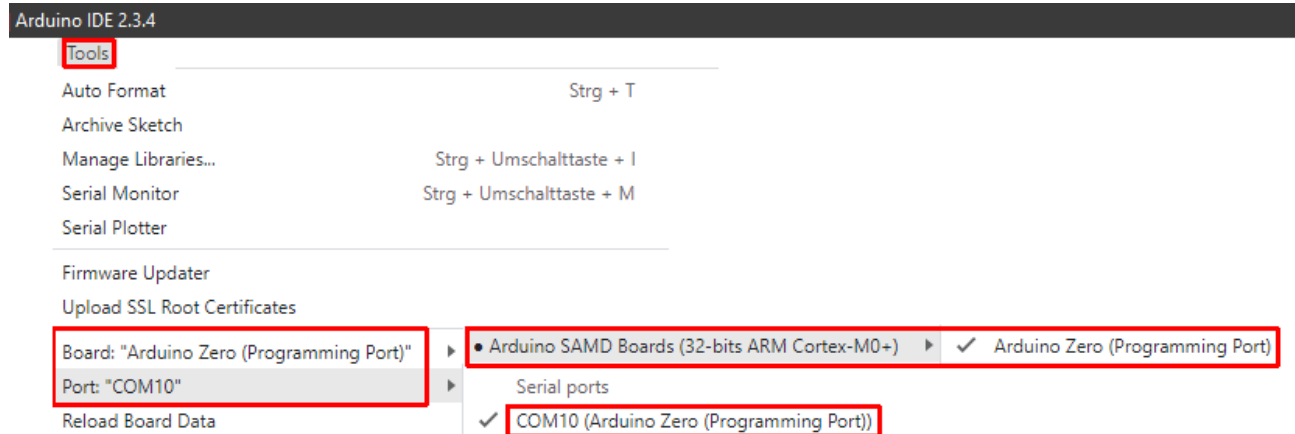 Arduino IDE 2.3.4
Tools
Auto Format Strg + T
Archive Sketch
Manage Libraries... Strg + Umschalttaste + I
Serial Monitor Strg + Umschalttaste + M
Serial Plotter
Firmware Updater
Upload SSL Root Certificates
Board: "Arduino Zero (Programming Port)" ● Arduino SAMD Boards (32-bits ARM Cortex-M0+) ✓ Arduino Zero (Programming Port)
Port: "COM10" Serial ports
Reload Board Data ✓ COM10 (Arduino Zero (Programming Port))